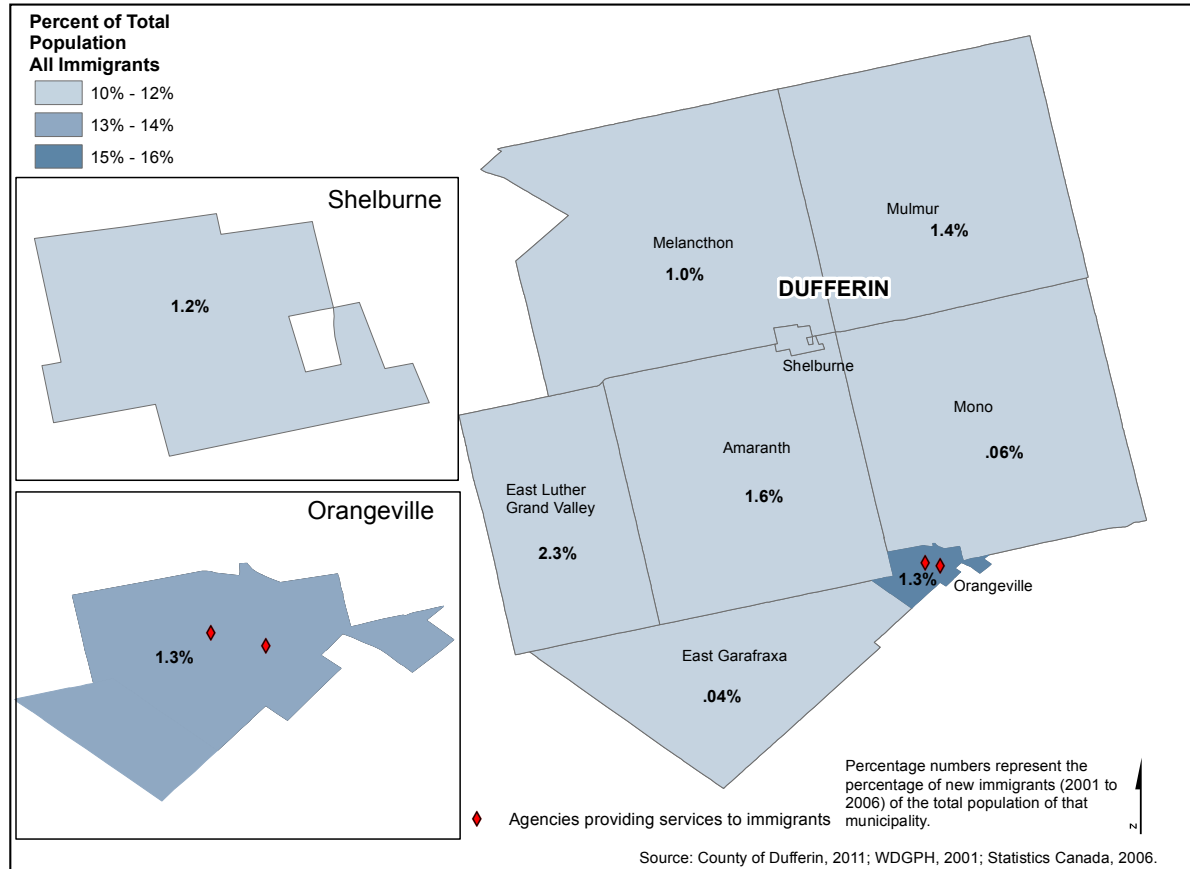 Percent of Total
Population
All Immigrants
10% - 12%
13% - 14%
15% - 16%
Shelburne
1.2%
Orangeville
1.3%
Melancthon
1.0%
Mulmur
1.4%
DUFFERIN
Shelburne
Mono
.06%
Amaranth
1.6%
East Luther
Grand Valley
2.3%
1.3%
Orangeville
East Garafraxa
.04%
Agencies providing services to immigrants
Percentage numbers represent the
percentage of new immigrants (2001 to
2006) of the total population of that
municipality.
N
Source: County of Dufferin, 2011; WDGPH, 2001; Statistics Canada, 2006.